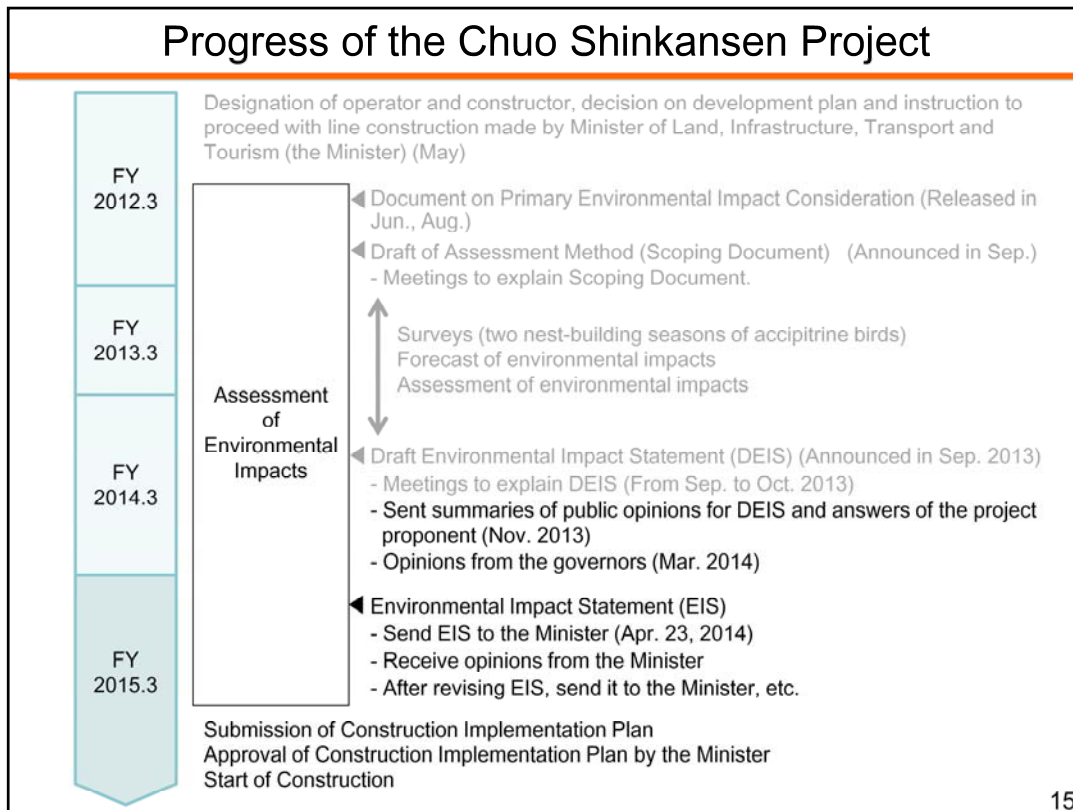 Progress of the Chuo Shinkansen Project
Designation of operator and constructor, decision on development plan and instruction to
proceed with line construction made by Minister of Land, Infrastructure, Transport and
Tourism (the Minister) (May)
FY
2012.3
Document on Primary Environmental Impact Consideration (Released in
Jun., Aug.)
Draft of Assessment Method (Scoping Document) (Announced in Sep.)
- Meetings to explain Scoping Document.
FY
2013.3
Surveys (two nest-building seasons of accipitrine birds)
Forecast of environmental impacts
Assessment of environmental impacts
Assessment
of
Environmental
Impacts
FY
2014.3
Draft Environmental Impact Statement (DEIS) (Announced in Sep. 2013)
- Meetings to explain DEIS (From Sep. to Oct. 2013)
- Sent summaries of public opinions for DEIS and answers of the project
proponent (Nov. 2013)
- Opinions from the governors (Mar. 2014)
Environmental Impact Statement (EIS)
- Send EIS to the Minister (Apr. 23, 2014)
- Receive opinions from the Minister
- After revising EIS, send it to the Minister, etc.
FY
2015.3
Submission of Construction Implementation Plan
Approval of Construction Implementation Plan by the Minister
Start of Construction
15